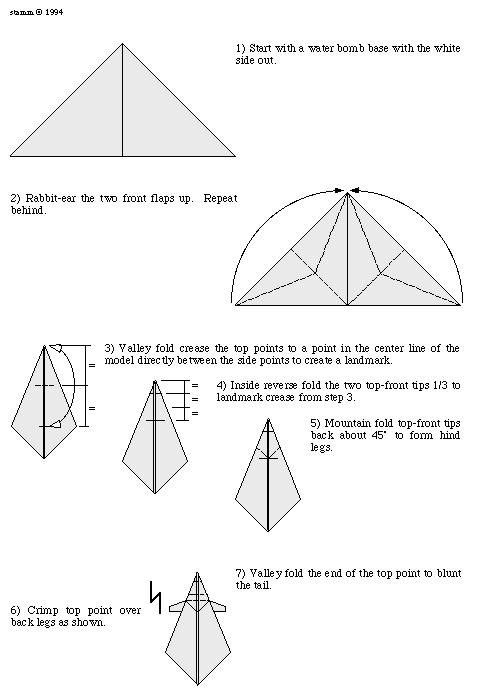 stamm © 1994
1) Start with a water bomb base with the white
side out.
2) Rabbit-ear the two front flaps up. Repeat
behind.
3) Valley fold crease the top points to a point in the center line of the
model directly between the side points to create a landmark.
=
=
4) Inside reverse fold the two top-front tips 1/3 to
landmark crease from step 3.
=
=
=
5) Mountain fold top-front tips
back about 45° to form hind
legs.
7) Valley fold the end of the top point to blunt
the tail.
6) Crimp top point over
back legs as shown.